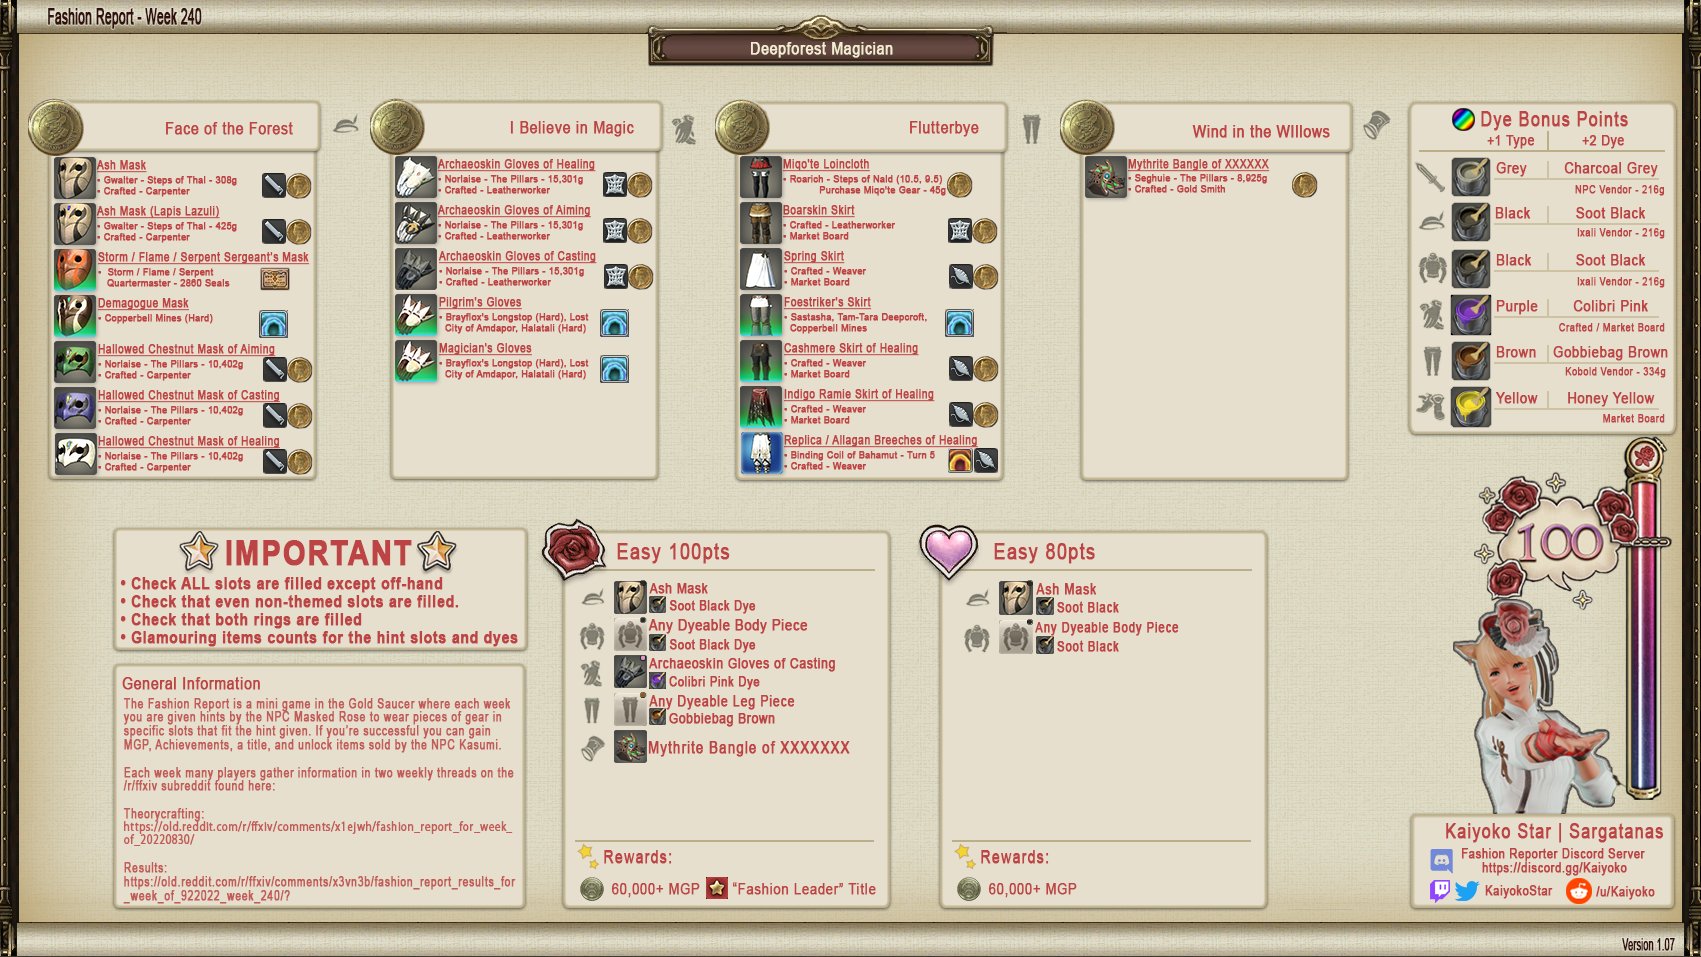 Fashion Report - Week 240
Deepforest Magician
Face of the Forest
Ash Mask
• Gwalter - Steps of Thal - 308g
• Crafted - Carpenter
Ash Mask (Lapis Lazuli)
• Gwalter - Steps of Thal - 425g
• Crafted - Carpenter
Storm / Flame / Serpent Sergeant's Mask
• Storm / Flame / Serpent
Quartermaster - 2860 Seals
Demagogue Mask
• Copperbell Mines (Hard)
Hallowed Chestnut Mask of Aiming
• Norlaise - The Pillars - 10,402g
• Crafted - Carpenter
Hallowed Chestnut Mask of Casting
• Norlaise - The Pillars - 10,402g
• Crafted - Carpenter
Hallowed Chestnut Mask of Healing
• Norlaise - The Pillars - 10,402g
• Crafted - Carpenter
I Believe in Magic
Archaeoskin Gloves of Healing
• Norlaise - The Pillars - 15,301g
• Crafted - Leatherworker
Archaeoskin Gloves of Aiming
• Norlaise - The Pillars - 15,301g
• Crafted - Leatherworker
Archaeoskin Gloves of Casting
• Norlaise - The Pillars - 15,301g
• Crafted - Leatherworker
Pilgrim's Gloves
• Brayflox's Longstop (Hard), Lost
City of Amdapor, Halatali (Hard)
Magician's Gloves
• Brayflox's Longstop (Hard), Lost
City of Amdapor, Halatali (Hard)
Flutterbye
Miqo'te Loincloth
• Roarich - Steps of Nald (10.5, 9.5)
Purchase Miqo'te Gear - 45g
Boarskin Skirt
• Crafted - Leatherworker
• Market Board
Spring Skirt
• Crafted - Weaver
• Market Board
Foestriker's Skirt
• Sastasha, Tam-Tara Deepcroft,
Copperbell Mines
Cashmere Skirt of Healing
• Crafted - Weaver
• Market Board
Indigo Ramie Skirt of Healing
• Crafted - Weaver
• Market Board
Replica / Allagan Breeches of Healing
• Binding Coil of Bahamut - Turn 5
• Crafted - Weaver
Wind in the WIllows
Mythrite Bangle of XXXXXX
• Seghuie - The Pillars - 8,925g
• Crafted - Gold Smith
Dye Bonus Points
+1 Type | +2 Dye
Grey | Charcoal Grey
NPC Vendor - 216g
Black | Soot Black
Ixali Vendor - 216g
Black | Soot Black
Ixali Vendor - 216g
Purple | Colibri Pink
Crafted / Market Board
Brown | Gobbiebag Brown
Kobold Vendor - 334g
Yellow | Honey Yellow
Market Board
IMPORTANT
• Check ALL slots are filled except off-hand
• Check that even non-themed slots are filled.
• Check that both rings are filled
• Glamouring items counts for the hint slots and dyes
General Information
The Fashion Report is a mini game in the Gold Saucer where each week
you are given hints by the NPC Masked Rose to wear pieces of gear in
specific slots that fit the hint given. If you're successful you can gain
MGP, Achievements, a title, and unlock items sold by the NPC Kasumi.
Each week many players gather information in two weekly threads on the
/r/ffxiv subreddit found here:
Theorycrafting:
https://old.reddit.com/r/ffxiv/comments/x1ejwh/fashion_report_for_week_
of_20220830/
Results:
https://old.reddit.com/r/ffxiv/comments/x3vn3b/fashion_report_results_for
_week_of_922022_week_240/?
Easy 100pts
Ash Mask
Soot Black Dye
Any Dyeable Body Piece
Soot Black Dye
Archaeoskin Gloves of Casting
Colibri Pink Dye
Any Dyeable Leg Piece
Gobbiebag Brown
Mythrite Bangle of XXXXXXX
Rewards:
60,000+ MGP
“Fashion Leader” Title
Easy 80pts
Ash Mask
Soot Black
Any Dyeable Body Piece
Soot Black
Rewards:
60,000+ MGP
100
Kaiyoko Star | Sargatanas
Fashion Reporter Discord Server
https://discord.gg/Kaiyoko
KaiyokoStar
/u/Kaiyoko
Version 1.07